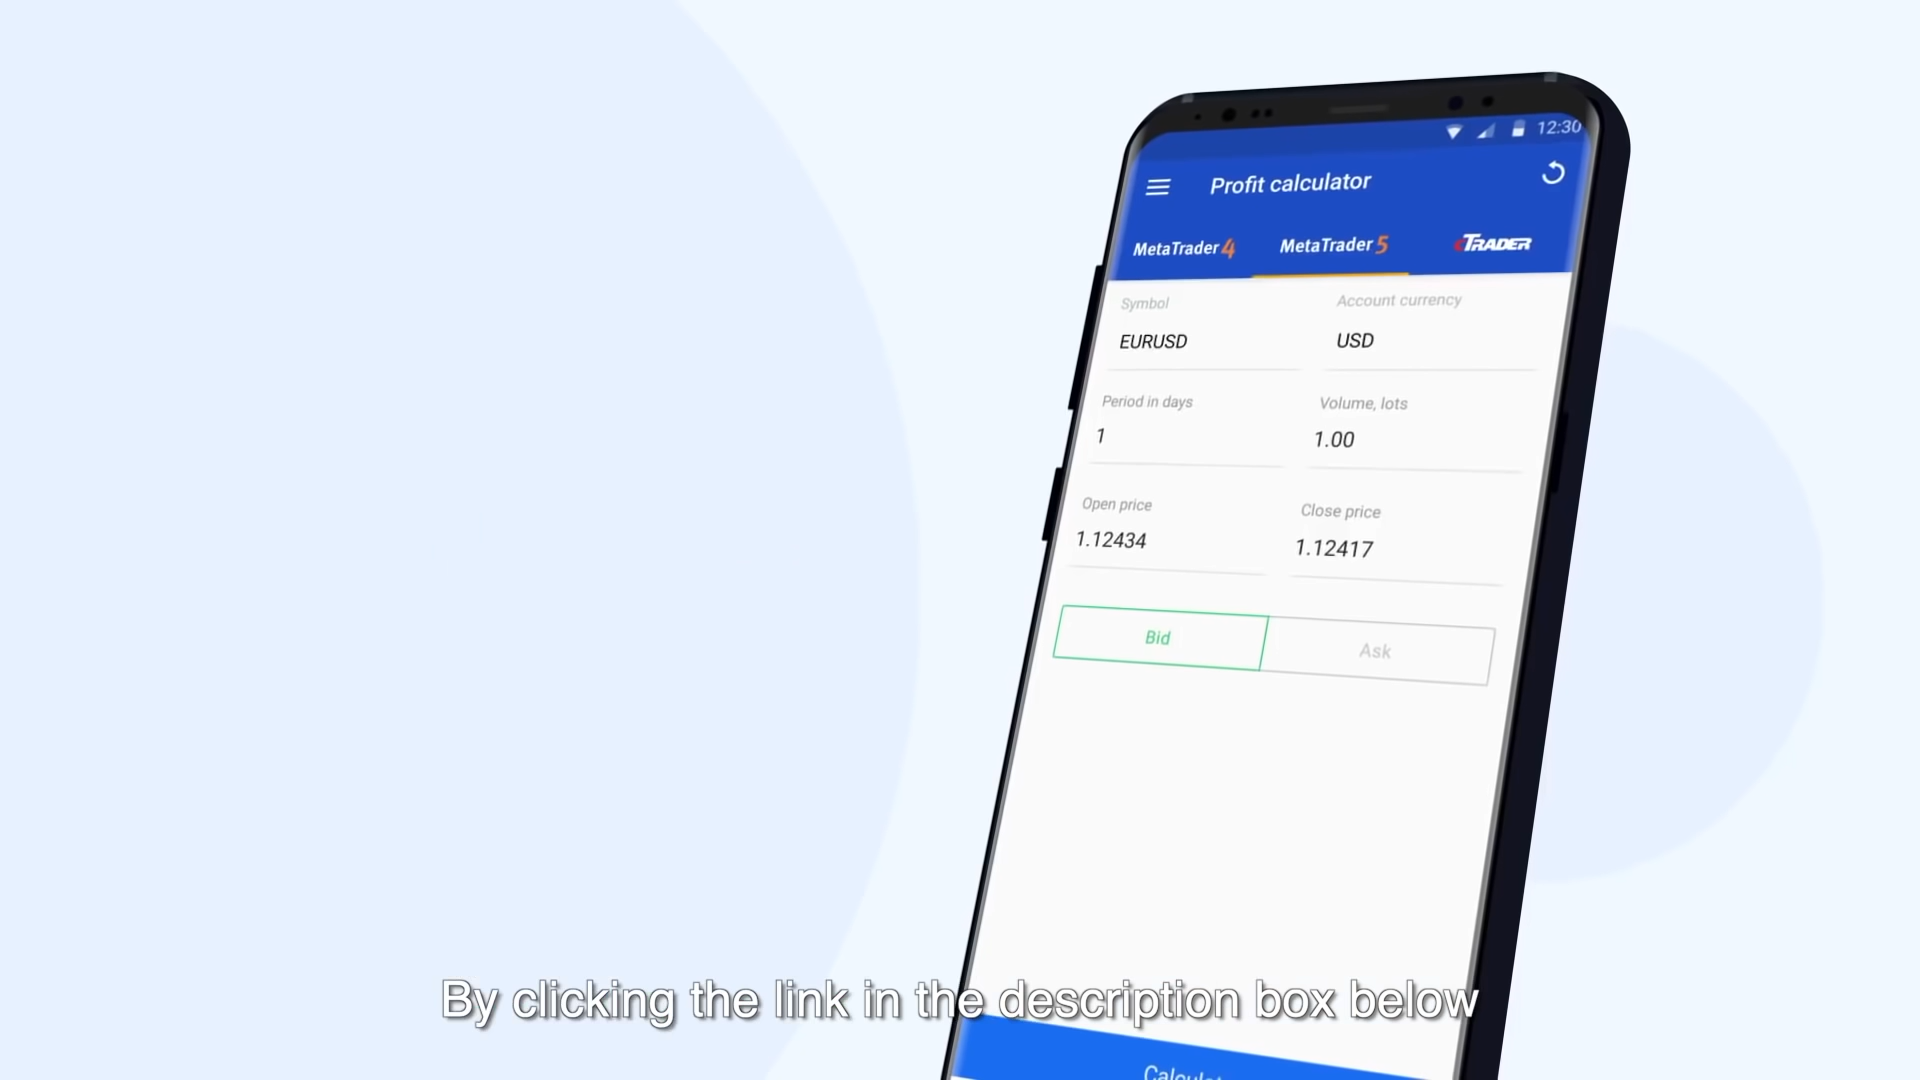 12:30
Profit calculator
MetaTrader 4 MetaTrader 5 cTRADER
Symbol Account currency
EURUSD USD
Period in days Volume, lots
1 1.00
Open price Close price
1.12434 1.12417
Bid Ask
By clicking the link in the description box below